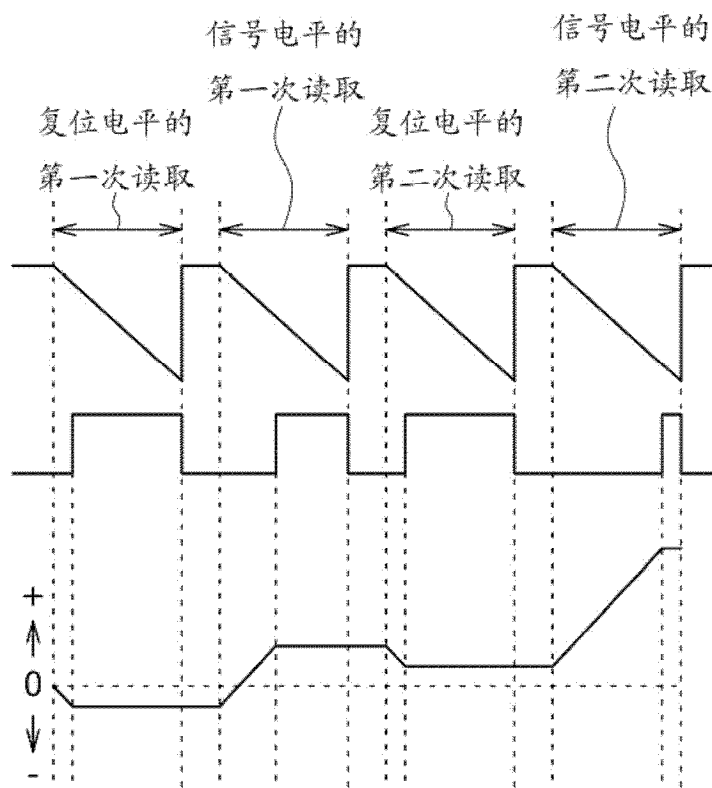 复位电平的
第一次读取
信号电平的
第一次读取
复位电平的
第二次读取
信号电平的
第二次读取
+
0
-